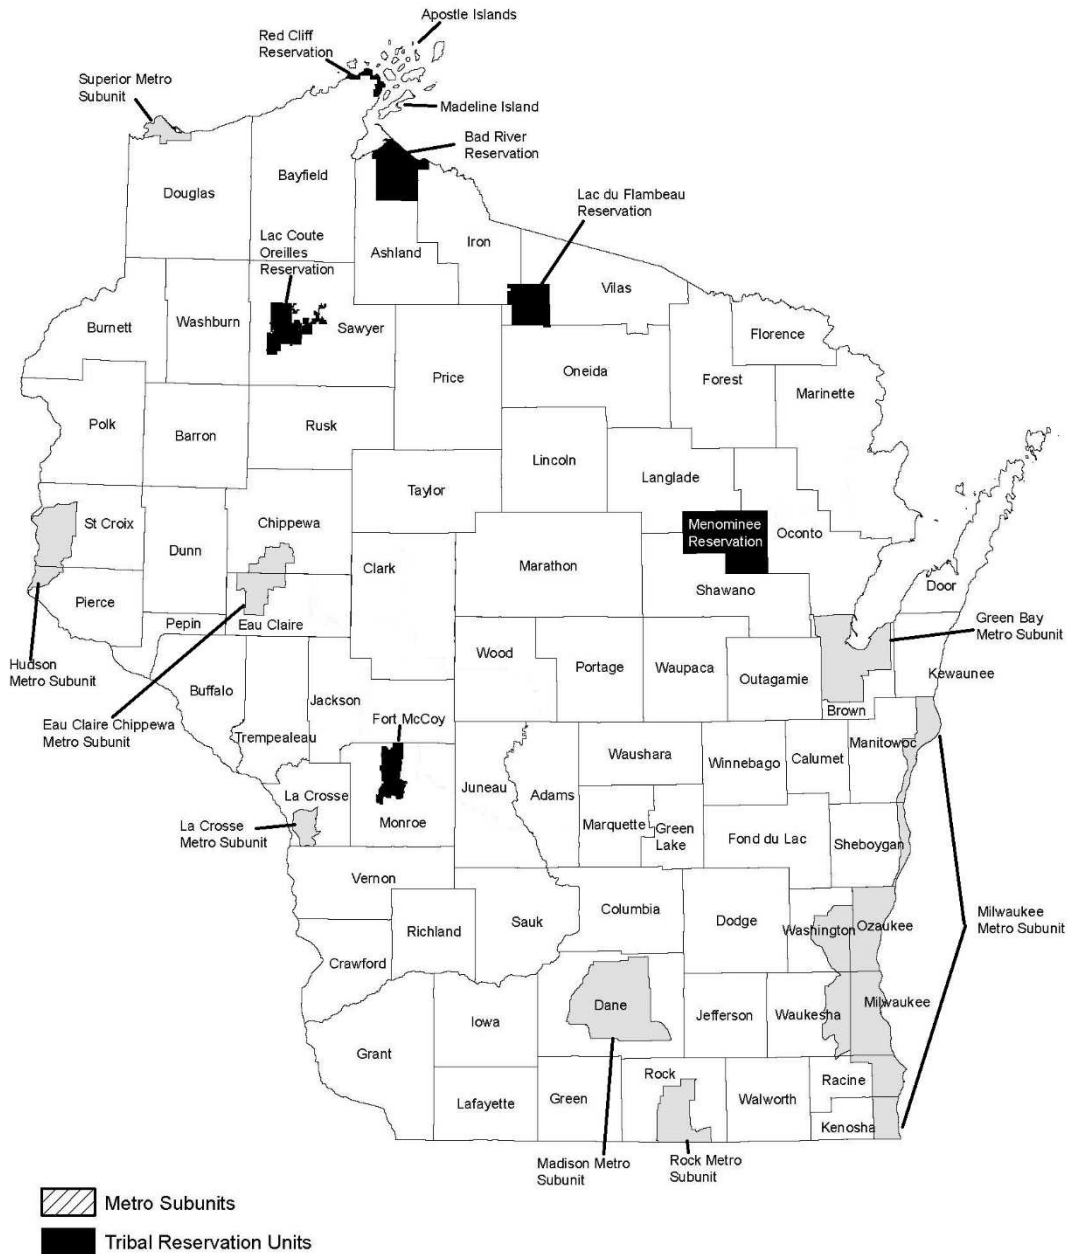 Apostle Islands
Red Cliff
Reservation
Superior Metro
Subunit
Madeline Island
Bad River
Reservation
Bayfield
Douglas
Lac du Flambeau
Reservation
Lac Coute
Oreilles
Reservation
Ashland
Iron
Vilas
Burnett
Washburn
Sawyer
Florence
Price
Oneida
Forest
Marinette
Polk
Barron
Rusk
Lincoln
Langlade
Taylor
St Croix
Chippewa
Menominee
Reservation
Oconto
Dunn
Clark
Marathon
Shawano
Door
Pierce
Pepin
Eau Claire
Green Bay
Metro Subunit
Hudson
Metro Subunit
Wood
Portage
Waupaca
Outagamie
Kewaunee
Buffalo
Jackson
Brown
Eau Claire Chippewa
Metro Subunit
Trempealeau
Fort McCoy
Waushara
Winnebago
Calumet
Manitowoc
La Crosse
Juneau
Adams
La Crosse
Metro Subunit
Monroe
Marquette
Green
Lake
Fond du Lac
Sheboygan
Vernon
Richland
Sauk
Columbia
Dodge
Washington
Ozaukee
Milwaukee
Metro Subunit
Crawford
Dane
Iowa
Jefferson
Waukesha
Milwaukee
Grant
Lafayette
Green
Rock
Walworth
Racine
Kenosha
Madison Metro
Subunit
Rock Metro
Subunit
Metro Subunits
Tribal Reservation Units